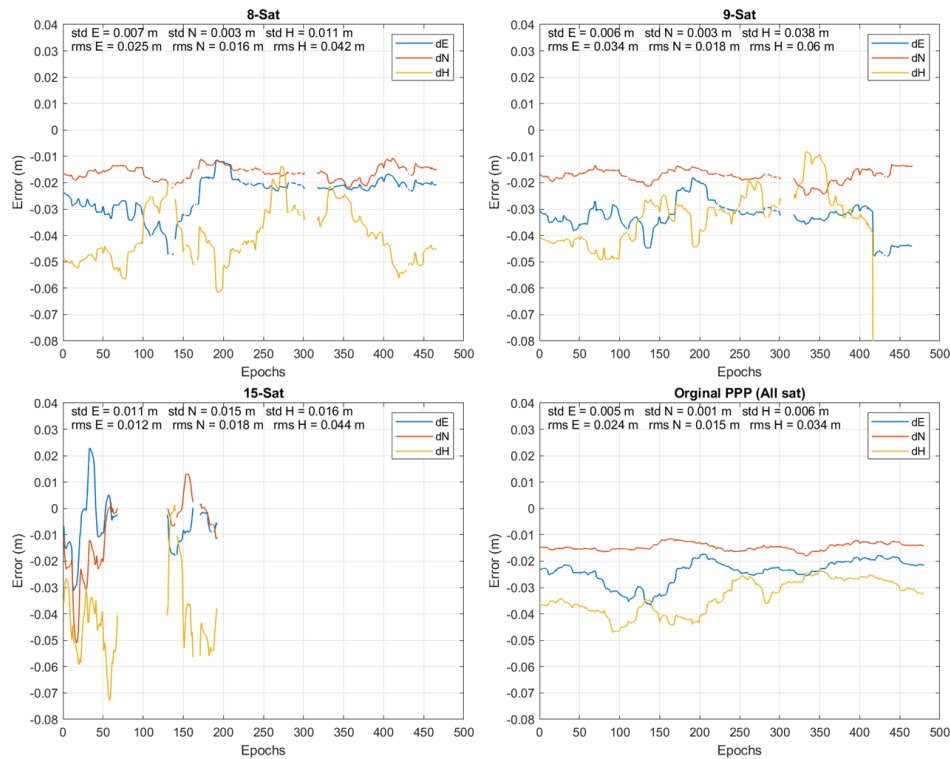 8-Sat
std E = 0.007 m std N = 0.003 m std H = 0.011 m
rms E = 0.025 m rms N = 0.016 m rms H = 0.042 m
dE
dN
dH
0.04
0.03
0.02
0.01
0
-0.01
-0.02
-0.03
-0.04
-0.05
-0.06
-0.07
-0.08
Error (m)
0 50 100 150 200 250 300 350 400 450 500
Epochs
9-Sat
std E = 0.006 m std N = 0.003 m std H = 0.038 m
rms E = 0.034 m rms N = 0.018 m rms H = 0.06 m
dE
dN
dH
0.04
0.03
0.02
0.01
0
-0.01
-0.02
-0.03
-0.04
-0.05
-0.06
-0.07
-0.08
Error (m)
0 50 100 150 200 250 300 350 400 450 500
Epochs
15-Sat
std E = 0.011 m std N = 0.015 m std H = 0.016 m
rms E = 0.012 m rms N = 0.018 m rms H = 0.044 m
dE
dN
dH
0.04
0.03
0.02
0.01
0
-0.01
-0.02
-0.03
-0.04
-0.05
-0.06
-0.07
-0.08
Error (m)
0 50 100 150 200 250 300 350 400 450 500
Epochs
Orginal PPP (All sat)
std E = 0.005 m std N = 0.001 m std H = 0.006 m
rms E = 0.024 m rms N = 0.015 m rms H = 0.034 m
dE
dN
dH
0.04
0.03
0.02
0.01
0
-0.01
-0.02
-0.03
-0.04
-0.05
-0.06
-0.07
-0.08
Error (m)
0 50 100 150 200 250 300 350 400 450 500
Epochs